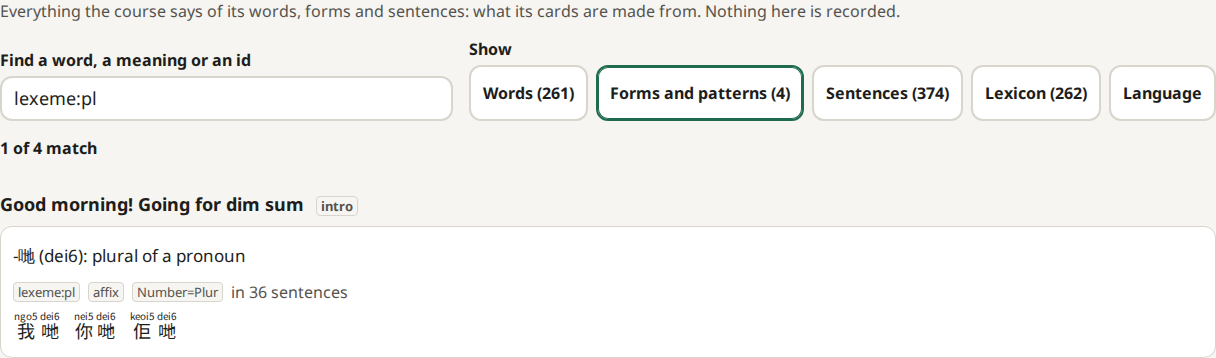 Everything the course says of its words, forms and sentences: what its cards are made from. Nothing here is recorded.
Find a word, a meaning or an id
lexeme:pl
Show
Words (261) Forms and patterns (4) Sentences (374) Lexicon (262) Language
1 of 4 match
Good morning! Going for dim sum intro
-哋 (dei6): plural of a pronoun
lexeme:pl affix Number=Plur in 36 sentences
ngo5 dei6 nei5 dei6 keoi5 dei6
我哋 你哋 佢哋